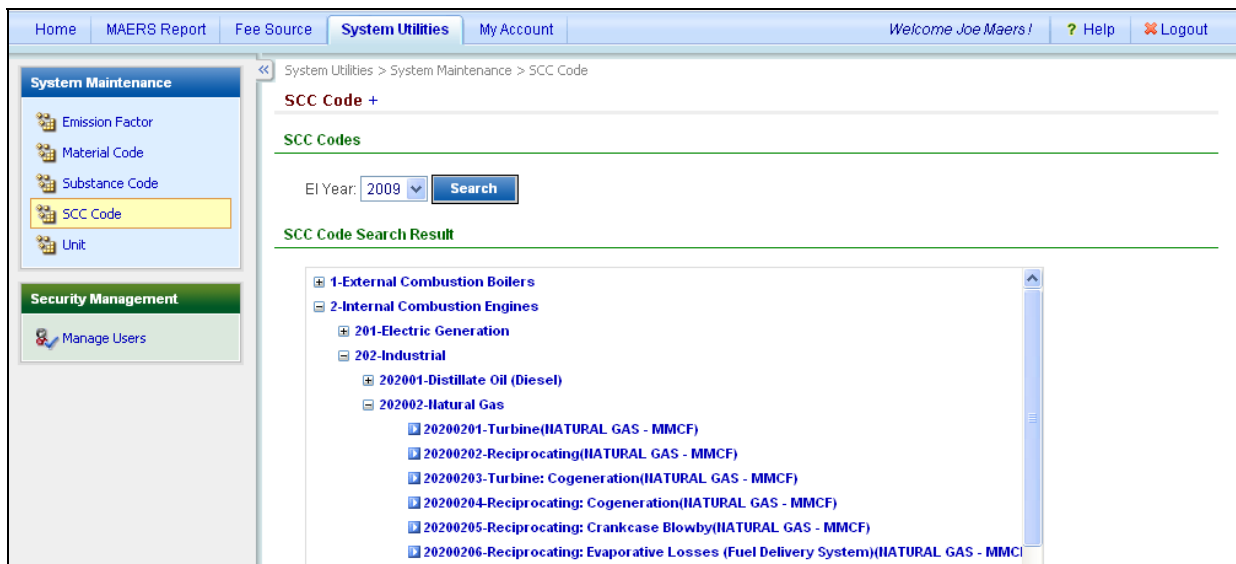 Home MAERS Report Fee Source System Utilities My Account Welcome Joe Maers! ? Help Logout
System Maintenance
Emission Factor
Material Code
Substance Code
SCC Code
Unit
Security Management
Manage Users
System Utilities > System Maintenance > SCC Code
SCC Code +
SCC Codes
EI Year: 2009 Search
SCC Code Search Result
1-External Combustion Boilers
2-Internal Combustion Engines
201-Electric Generation
202-Industrial
202001-Distillate Oil (Diesel)
202002-Natural Gas
20200201-Turbine(NATURAL GAS - MMCF)
20200202-Reciprocating(NATURAL GAS - MMCF)
20200203-Turbine: Cogeneration(NATURAL GAS - MMCF)
20200204-Reciprocating: Cogeneration(NATURAL GAS - MMCF)
20200205-Reciprocating: Crankcase Blowby(NATURAL GAS - MMCF)
20200206-Reciprocating: Evaporative Losses (Fuel Delivery System)(NATURAL GAS - MMC